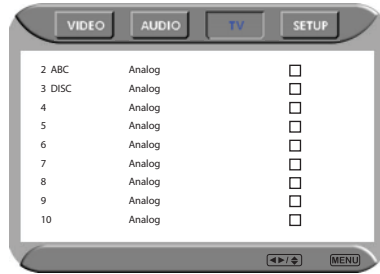 VIDEO AUDIO TV SETUP
2 ABC Analog
3 DISC Analog
4 Analog
5 Analog
6 Analog
7 Analog
8 Analog
9 Analog
10 Analog
MENU